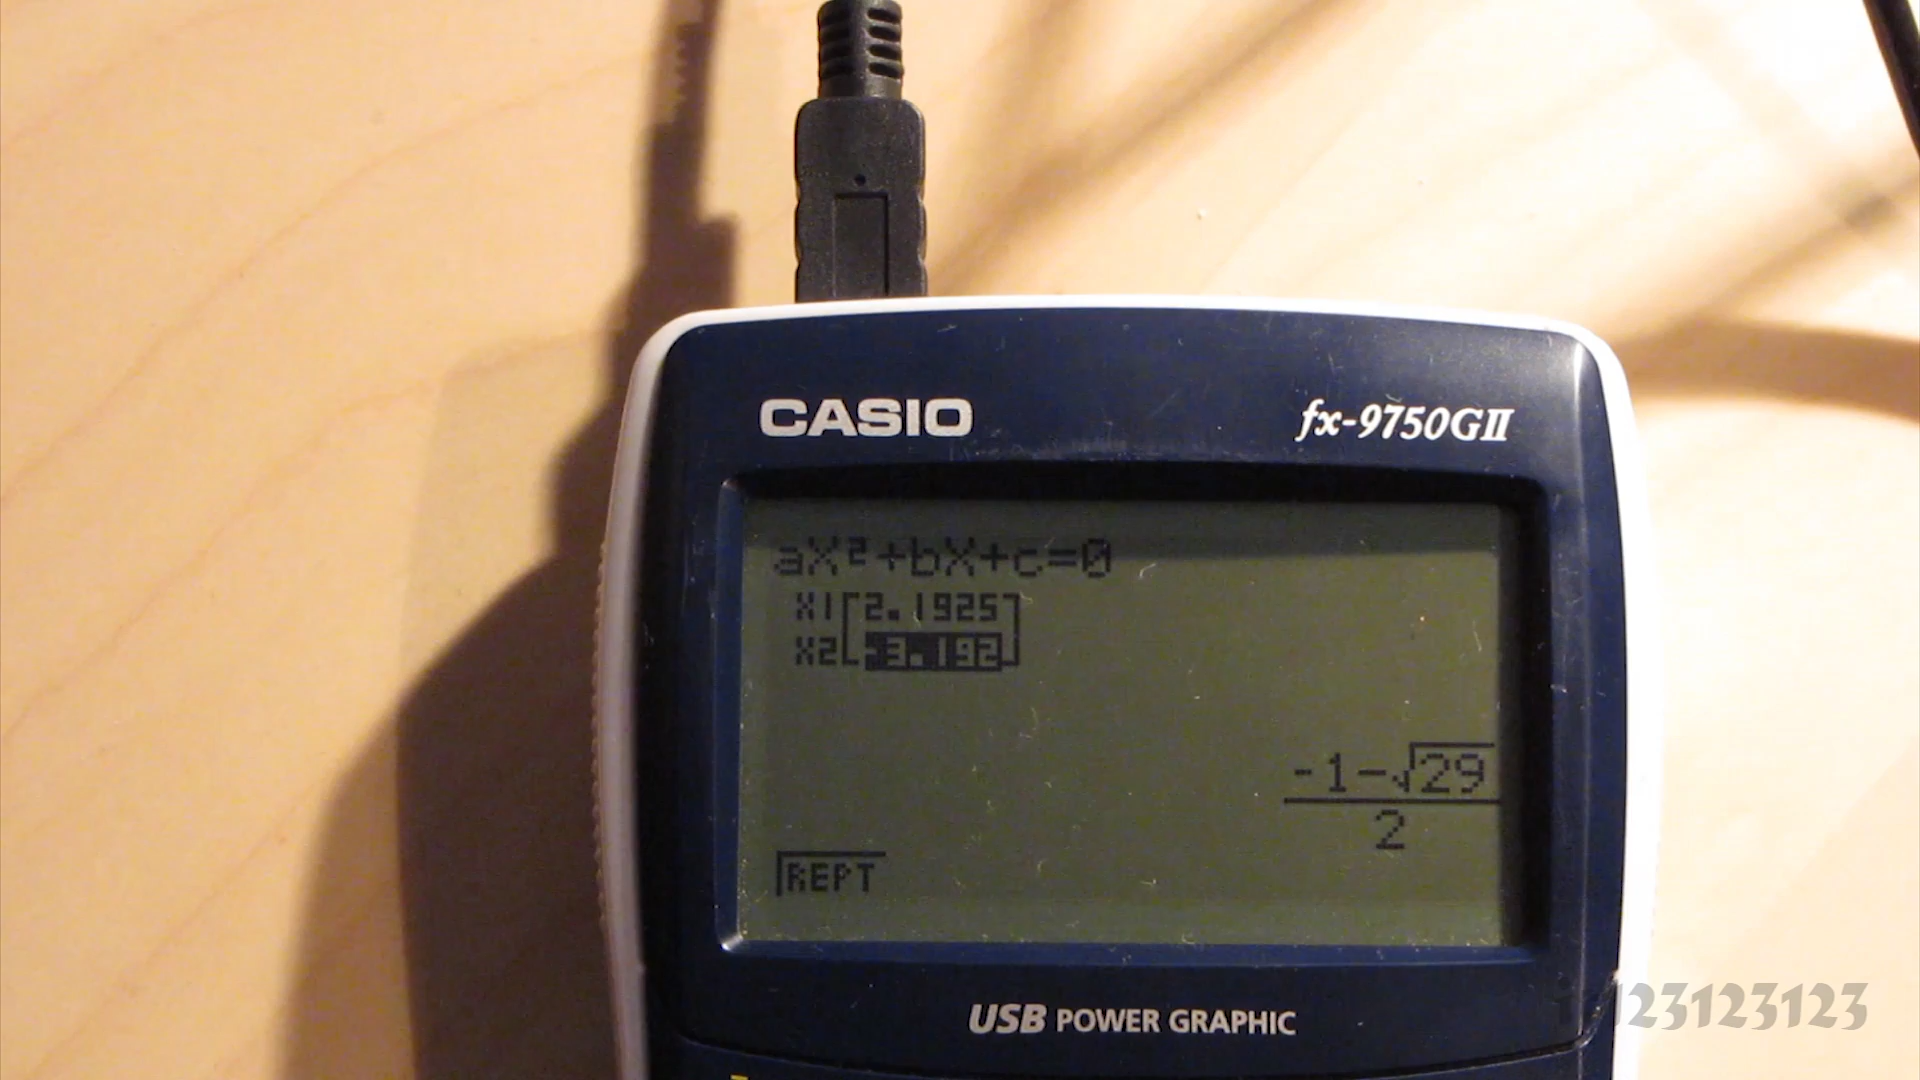 CASIO fx-9750GII
aX²+bX+c=0
X1[2.1925]
X2[-3.192]
-1-√29
2
REPT
USB POWER GRAPHIC